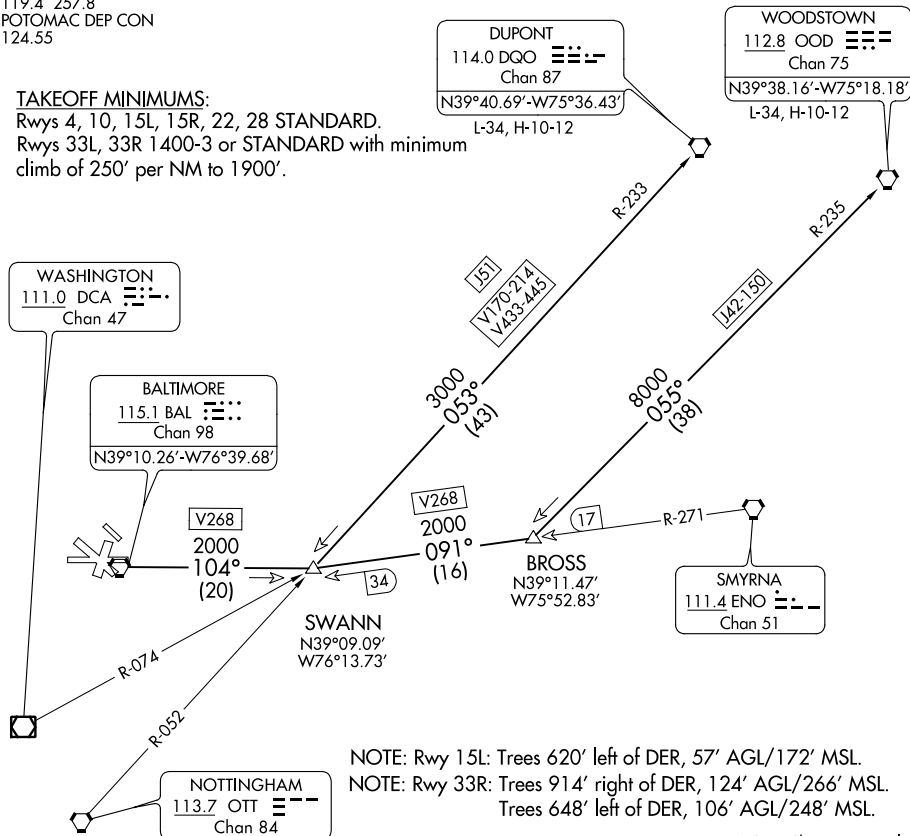 119.4 257.8
POTOMAC DEP CON
124.55
TAKEOFF MINIMUMS:
Rwys 4, 10, 15L, 15R, 22, 28 STANDARD.
Rwys 33L, 33R 1400-3 or STANDARD with minimum
climb of 250' per NM to 1900'.
DUPONT
114.0 DQO
Chan 87
N39°40.69'-W75°36.43'
L-34, H-10-12
WOODSTOWN
112.8 OOD
Chan 75
N39°38.16'-W75°18.18'
L-34, H-10-12
R-233
R-235
J51
V170-214
V433-445
J42-150
WASHINGTON
111.0 DCA
Chan 47
BALTIMORE
115.1 BAL
Chan 98
N39°10.26'-W76°39.68'
3000
053°
(43)
8000
055°
(38)
V268
2000
104°
(20)
V268
2000
091°
(16)
17
R-271
34
BROSS
N39°11.47'
W75°52.83'
SWANN
N39°09.09'
W76°13.73'
SMYRNA
111.4 ENO
Chan 51
R-074
R-052
NOTTINGHAM
113.7 OTT
Chan 84
NOTE: Rwy 15L: Trees 620' left of DER, 57' AGL/172' MSL.
NOTE: Rwy 33R: Trees 914' right of DER, 124' AGL/266' MSL.
Trees 648' left of DER, 106' AGL/248' MSL.